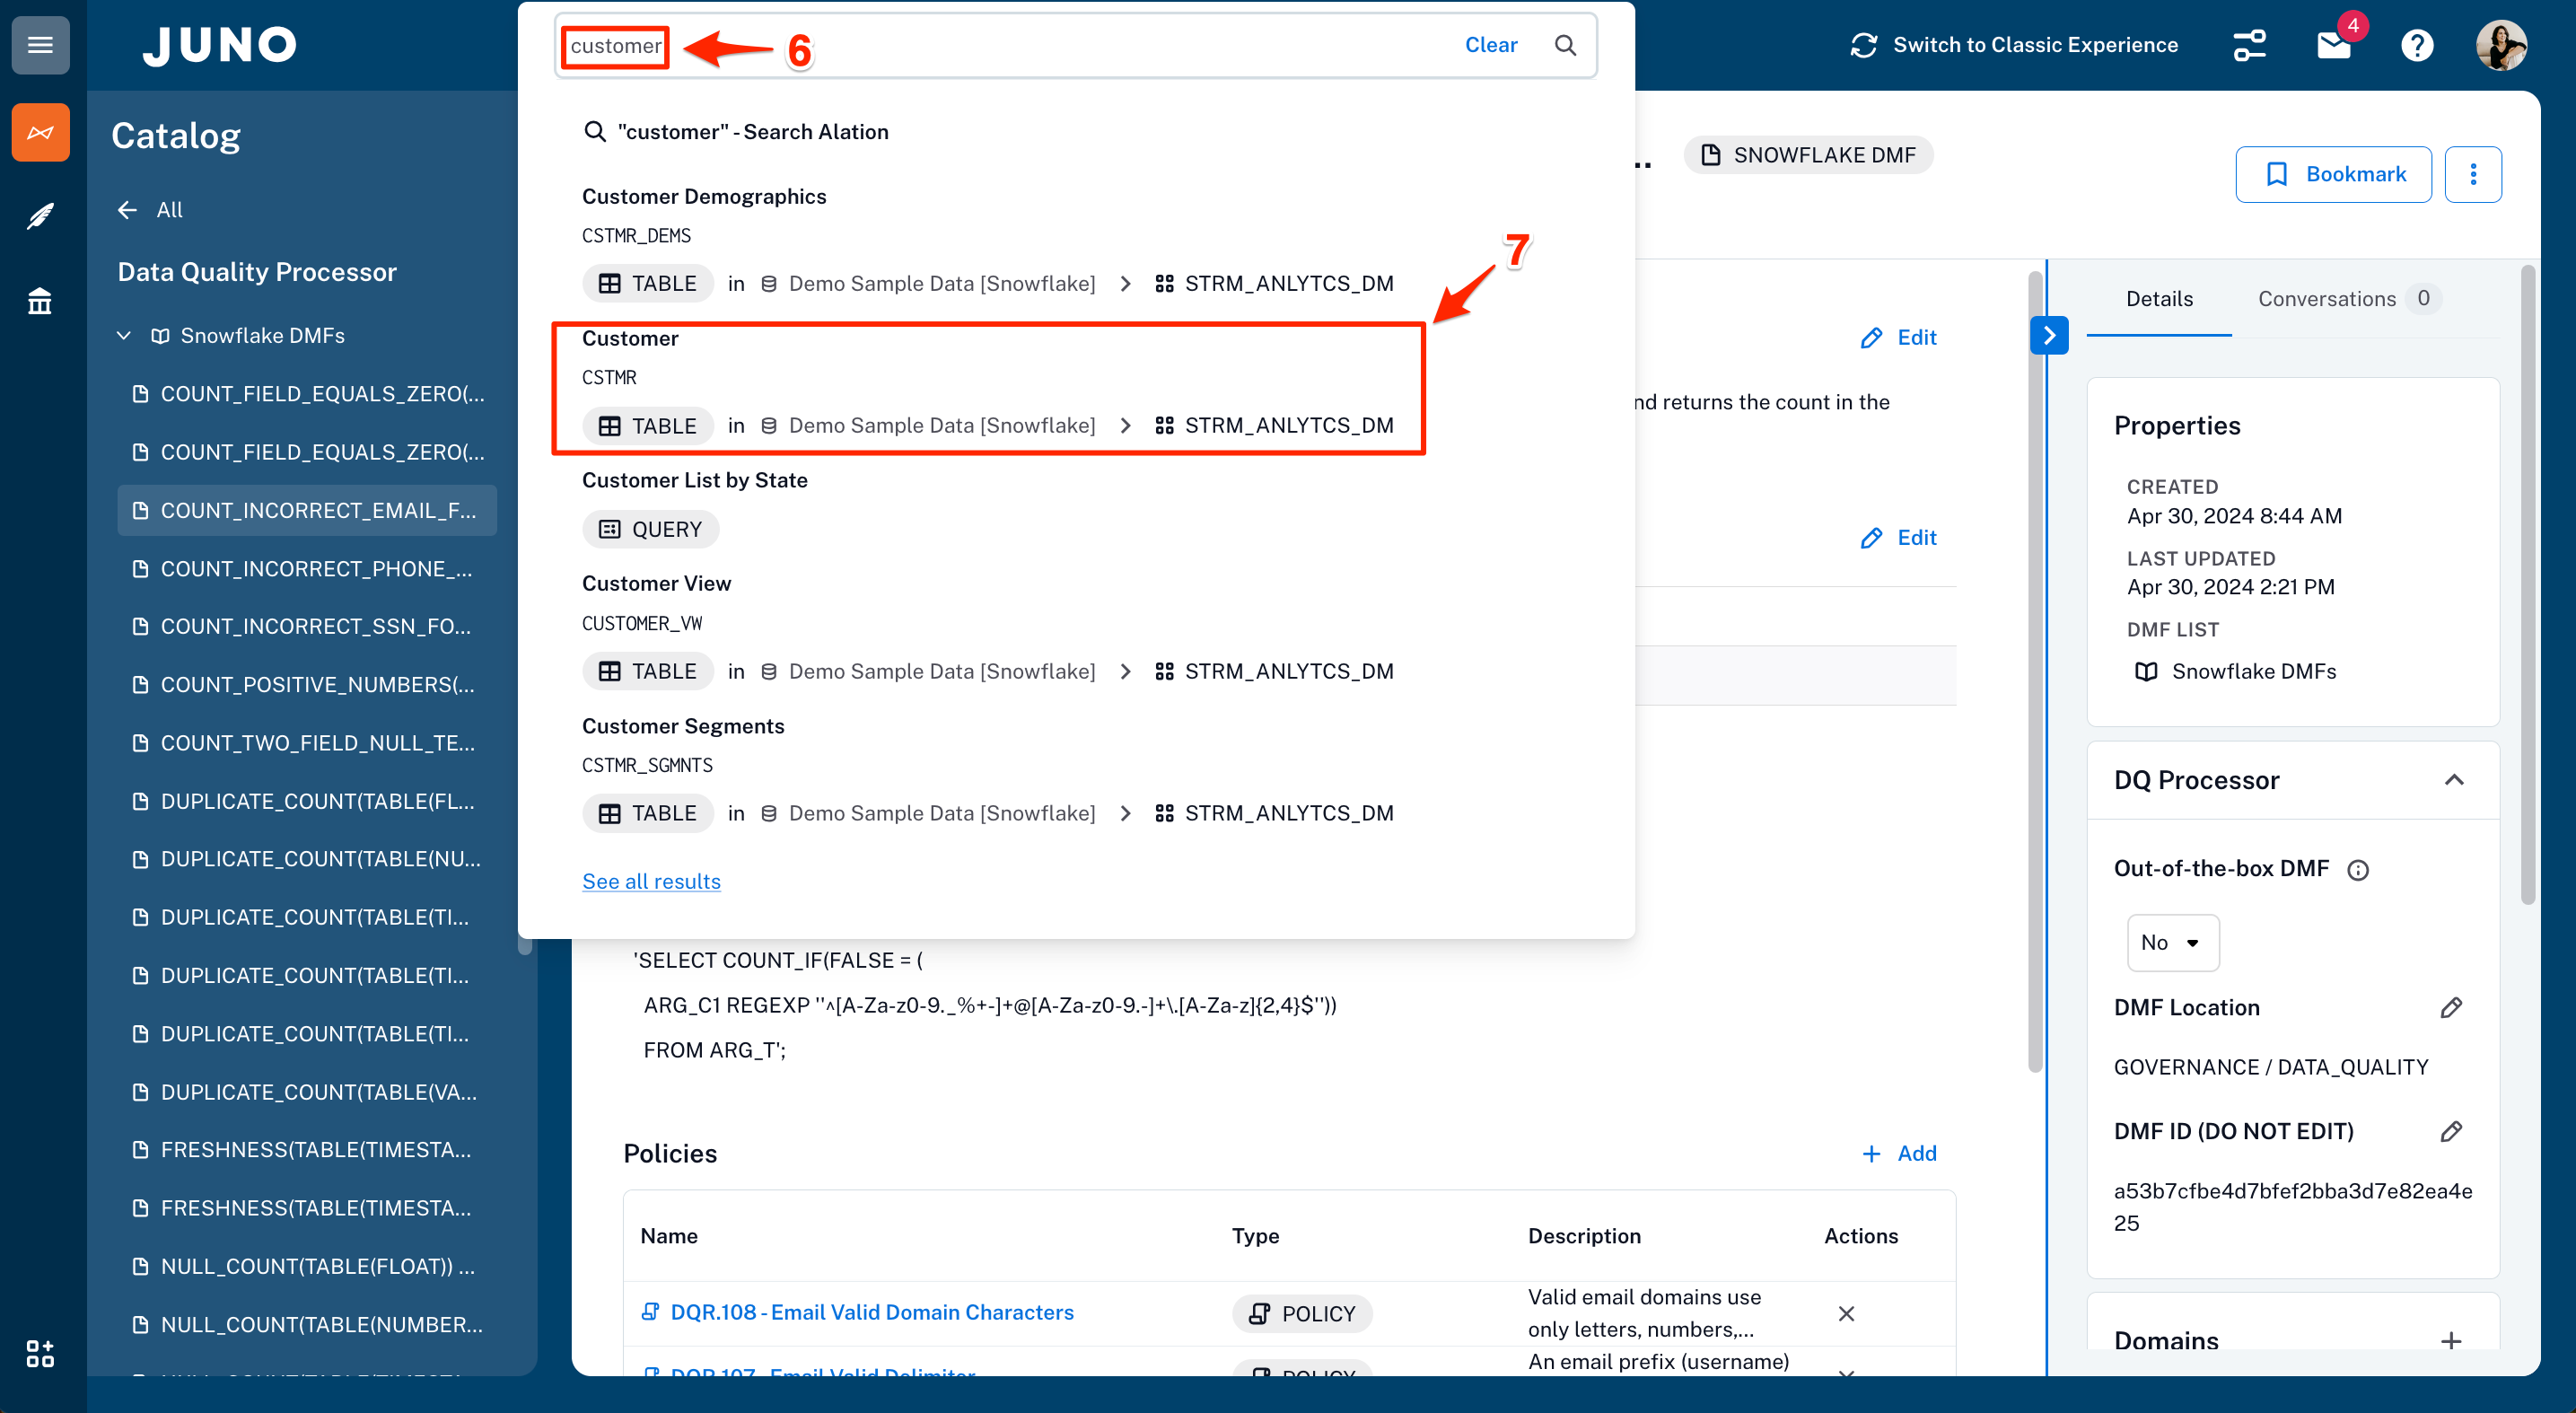 JUNO
customer
6
Clear
Switch to Classic Experience
4
Catalog
All
Data Quality Processor
Snowflake DMFs
COUNT_FIELD_EQUALS_ZERO(...
COUNT_FIELD_EQUALS_ZERO(...
COUNT_INCORRECT_EMAIL_F...
COUNT_INCORRECT_PHONE_...
COUNT_INCORRECT_SSN_FO...
COUNT_POSITIVE_NUMBERS(...
COUNT_TWO_FIELD_NULL_TE...
DUPLICATE_COUNT(TABLE(FL...
DUPLICATE_COUNT(TABLE(NU...
DUPLICATE_COUNT(TABLE(TI...
DUPLICATE_COUNT(TABLE(TI...
DUPLICATE_COUNT(TABLE(TI...
DUPLICATE_COUNT(TABLE(VA...
FRESHNESS(TABLE(TIMESTA...
FRESHNESS(TABLE(TIMESTA...
NULL_COUNT(TABLE(FLOAT)) ...
NULL_COUNT(TABLE(NUMBER...
"customer" - Search Alation
Customer Demographics
CSTMR_DEMS
TABLE in Demo Sample Data [Snowflake] > STRM_ANLYTCS_DM
7
Customer
CSTMR
TABLE in Demo Sample Data [Snowflake] > STRM_ANLYTCS_DM
Customer List by State
QUERY
Customer View
CUSTOMER_VW
TABLE in Demo Sample Data [Snowflake] > STRM_ANLYTCS_DM
Customer Segments
CSTMR_SGMNTS
TABLE in Demo Sample Data [Snowflake] > STRM_ANLYTCS_DM
See all results
.. SNOWFLAKE DMF
Bookmark
Edit
nd returns the count in the
Edit
'SELECT COUNT_IF(FALSE = (
ARG_C1 REGEXP ''^[A-Za-z0-9._%+-]+@[A-Za-z0-9.-]+\.[A-Za-z]{2,4}$''))
FROM ARG_T';
Policies
Add
Name Type Description Actions
DQR.108 - Email Valid Domain Characters POLICY Valid email domains use
only letters, numbers,...
DQR.107 - Email Valid Delimiter POLICY An email prefix (username)
Details Conversations 0
Properties
CREATED
Apr 30, 2024 8:44 AM
LAST UPDATED
Apr 30, 2024 2:21 PM
DMF LIST
Snowflake DMFs
DQ Processor
Out-of-the-box DMF
No
DMF Location
GOVERNANCE / DATA_QUALITY
DMF ID (DO NOT EDIT)
a53b7cfbe4d7bfef2bba3d7e82ea4e
25
Domains